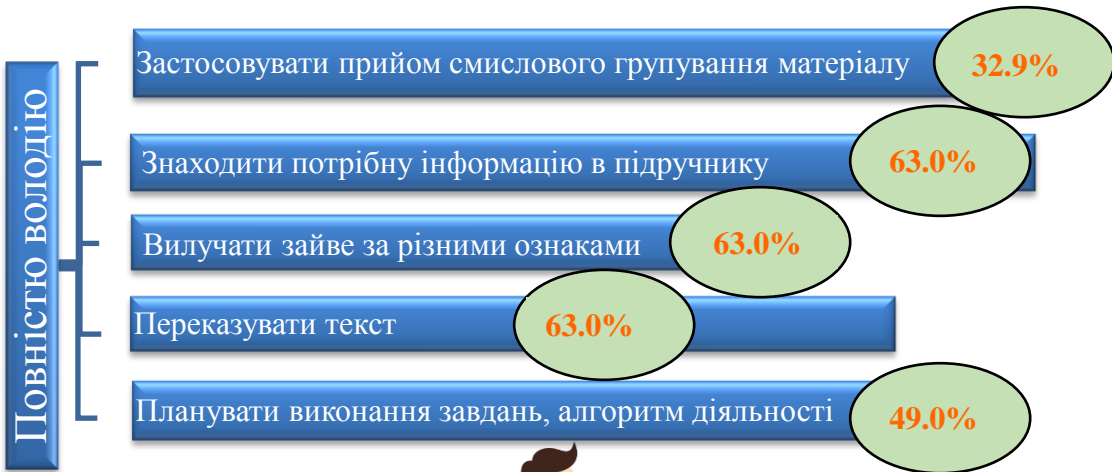 Повністю володію
Застосовувати прийом смислового групування матеріалу 32.9%
Знаходити потрібну інформацію в підручнику 63.0%
Вилучати зайве за різними ознаками 63.0%
Переказувати текст 63.0%
Планувати виконання завдань, алгоритм діяльності 49.0%